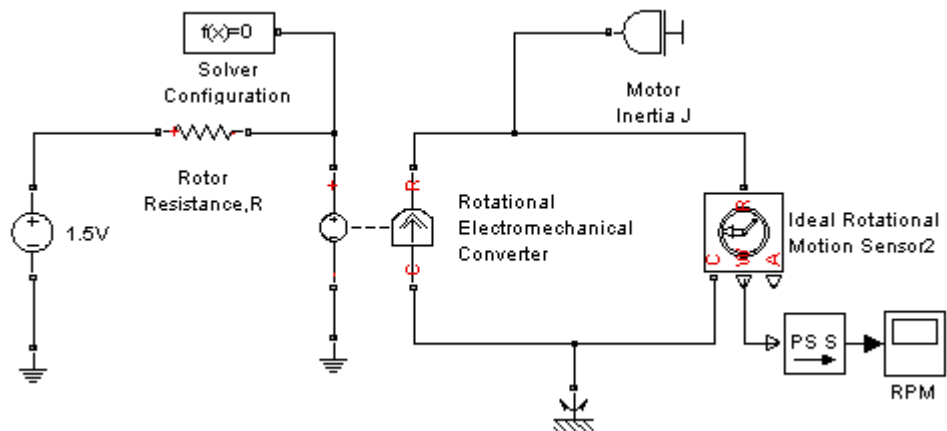 f(x)=0
Solver
Configuration
Motor
Inertia J
+
-
Rotor
Resistance,R
1.5V
+
-
R
C
Rotational
Electromechanical
Converter
R
C
W
A
Ideal Rotational
Motion Sensor2
PS S
RPM